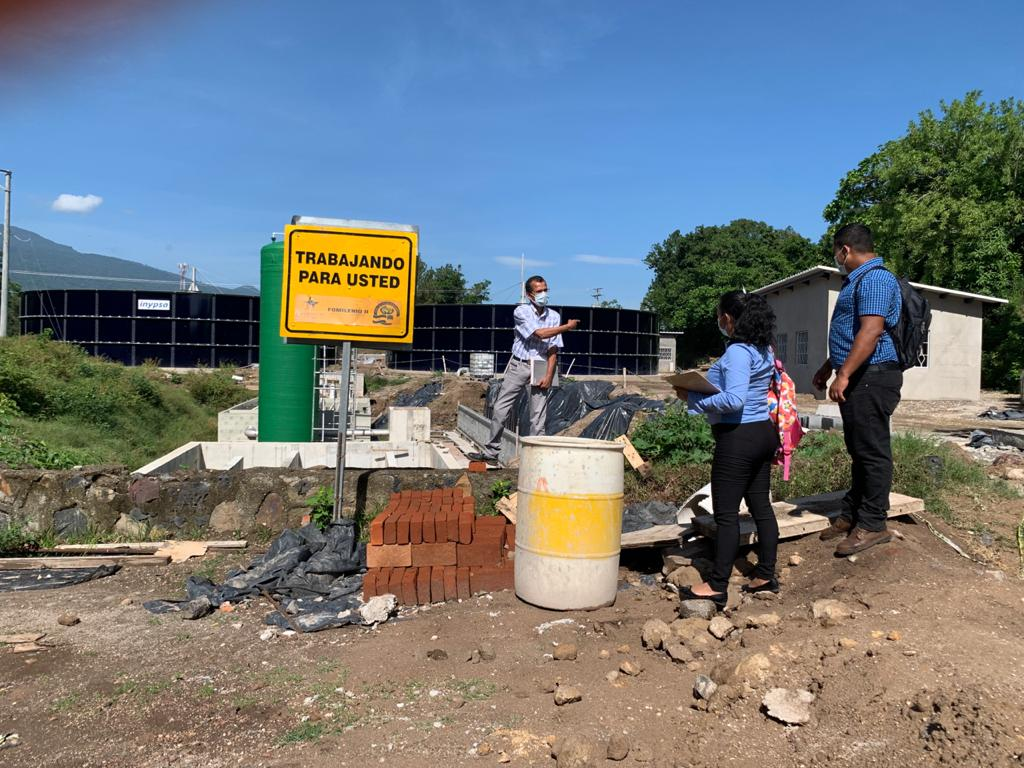 inypsa
TRABAJANDO
PARA USTED
FOMILENIO II